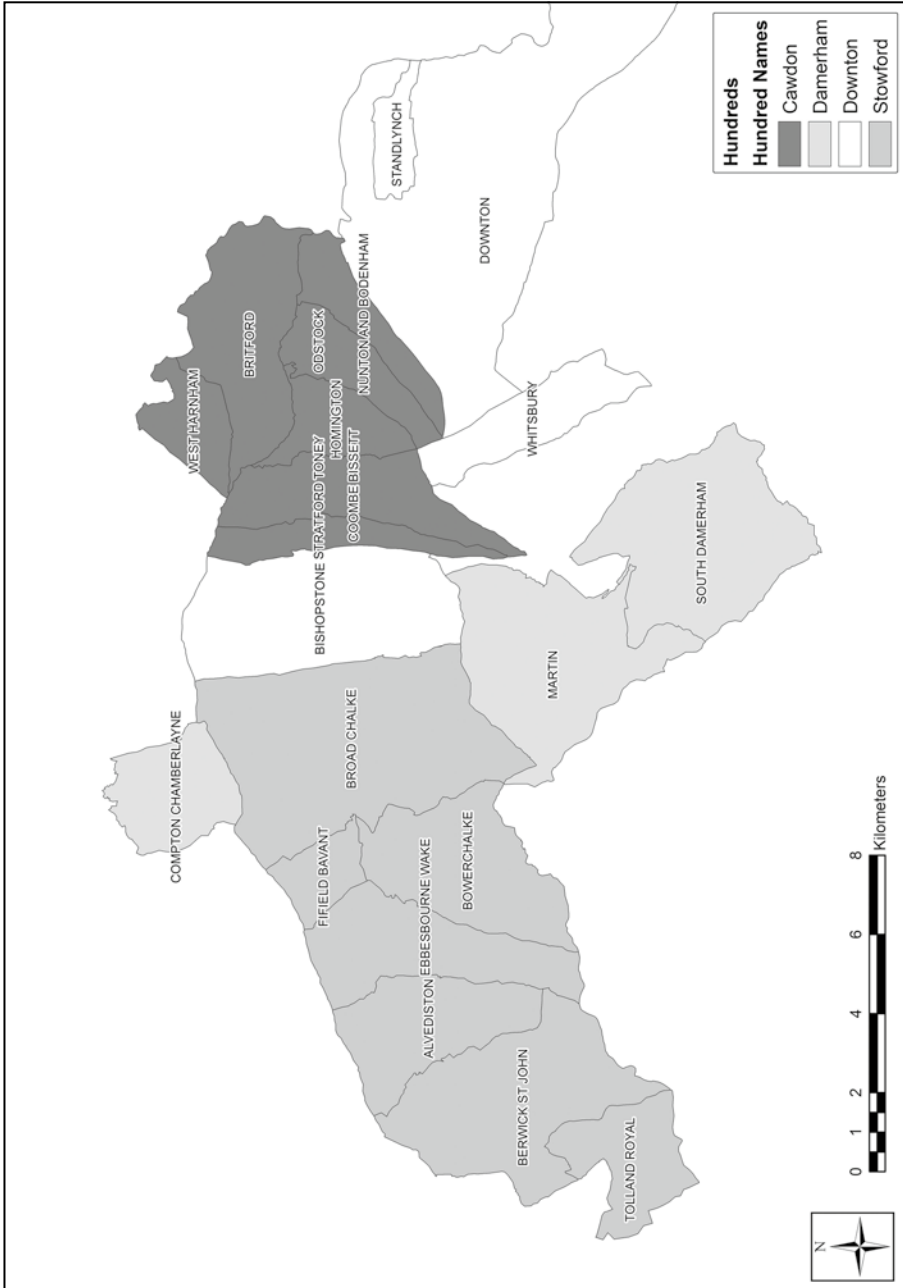 COMPTON CHAMBERLAYNE
WEST HARNHAM
BRITFORD
FIFIELD BAVANT
BROAD CHALKE
BISHOPSTONE
STRATFORD TONEY
HOMINGTON
COOMBE BISSETT
ODSTOCK
NUNTON AND BODENHAM
STANDLYNCH
ALVEDISTON
EBBESBOURNE WAKE
BOWERCHALKE
DOWNTON
BERWICK ST JOHN
MARTIN
WHITSBURY
TOLLAND ROYAL
SOUTH DAMERHAM
N
0 1 2 4 6 8
Kilometers
Hundreds
Hundred Names
Cawdon
Damerham
Downton
Stowford